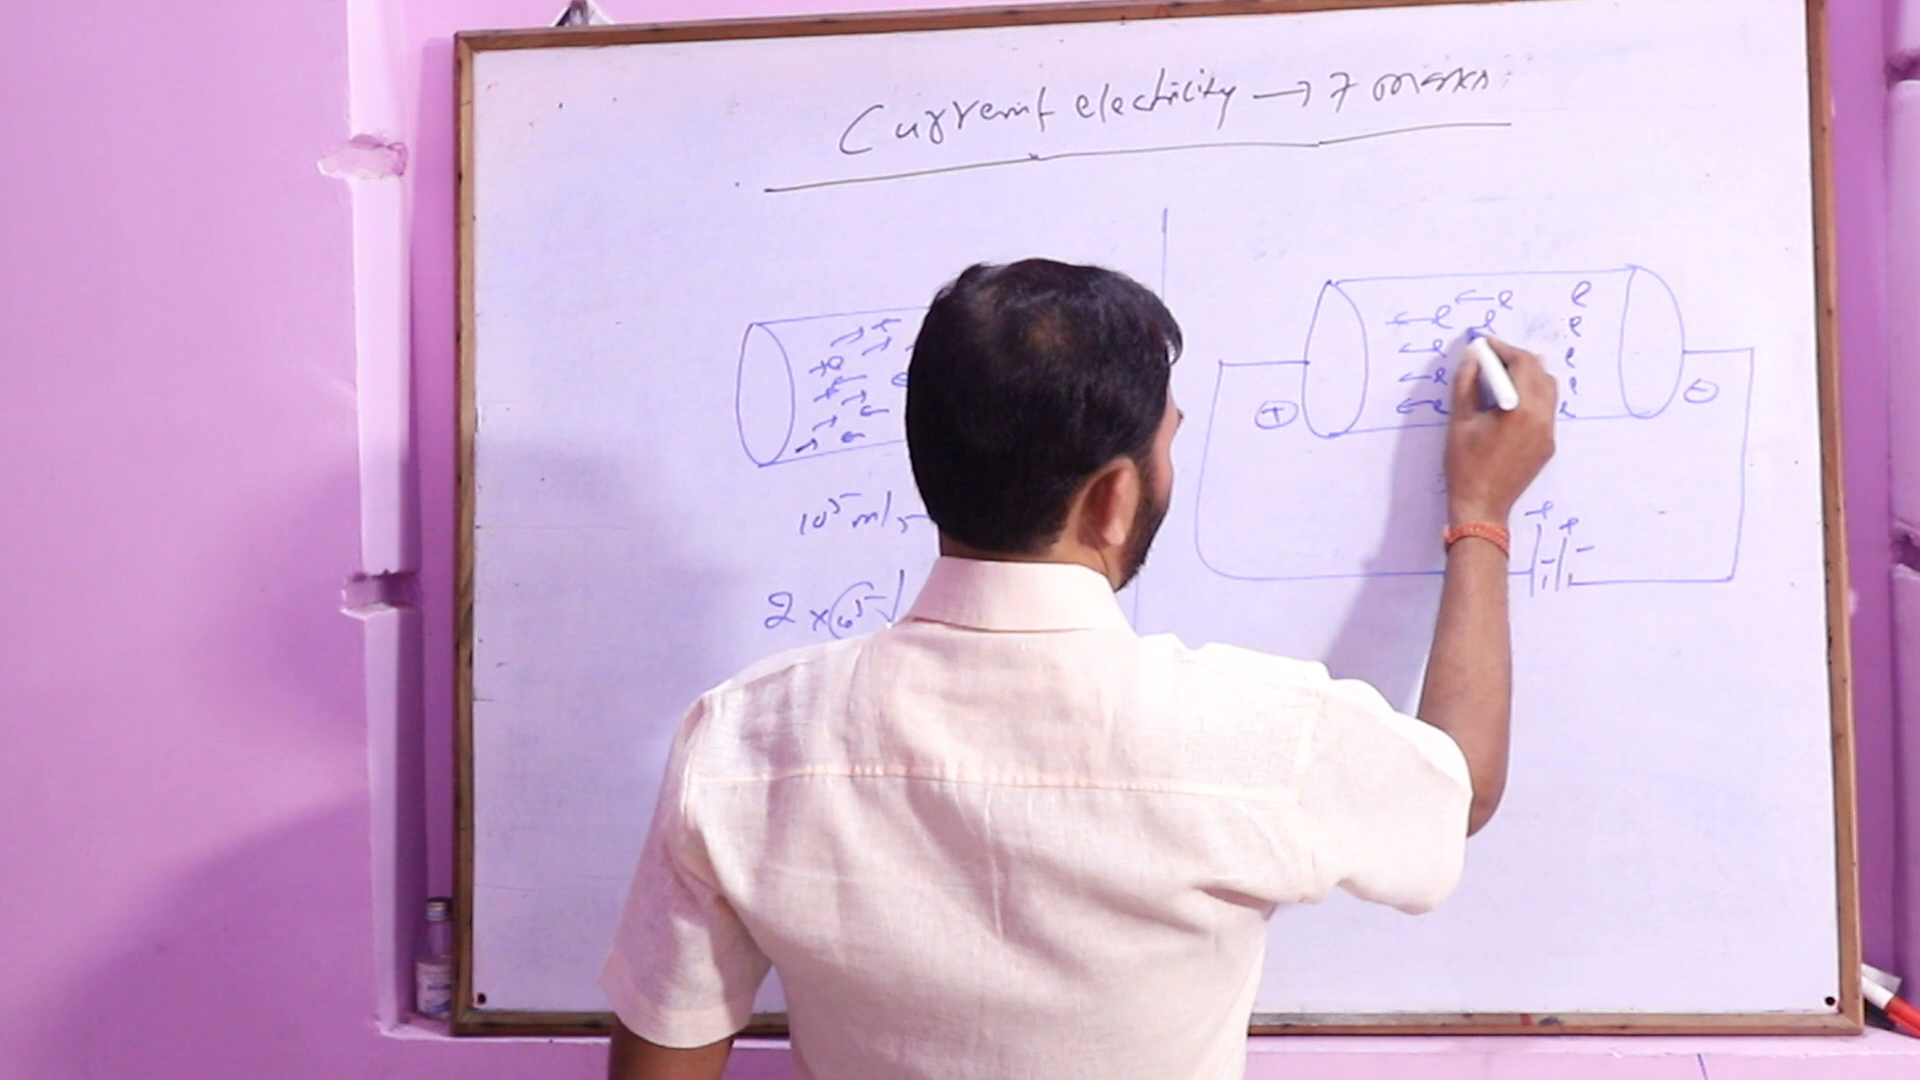 Current electricity → 7 marks
← e ← e e
← e e e
← e e
← e e
+ ← e e -
10⁵ m/s
+ +
- -
2 × 10⁵